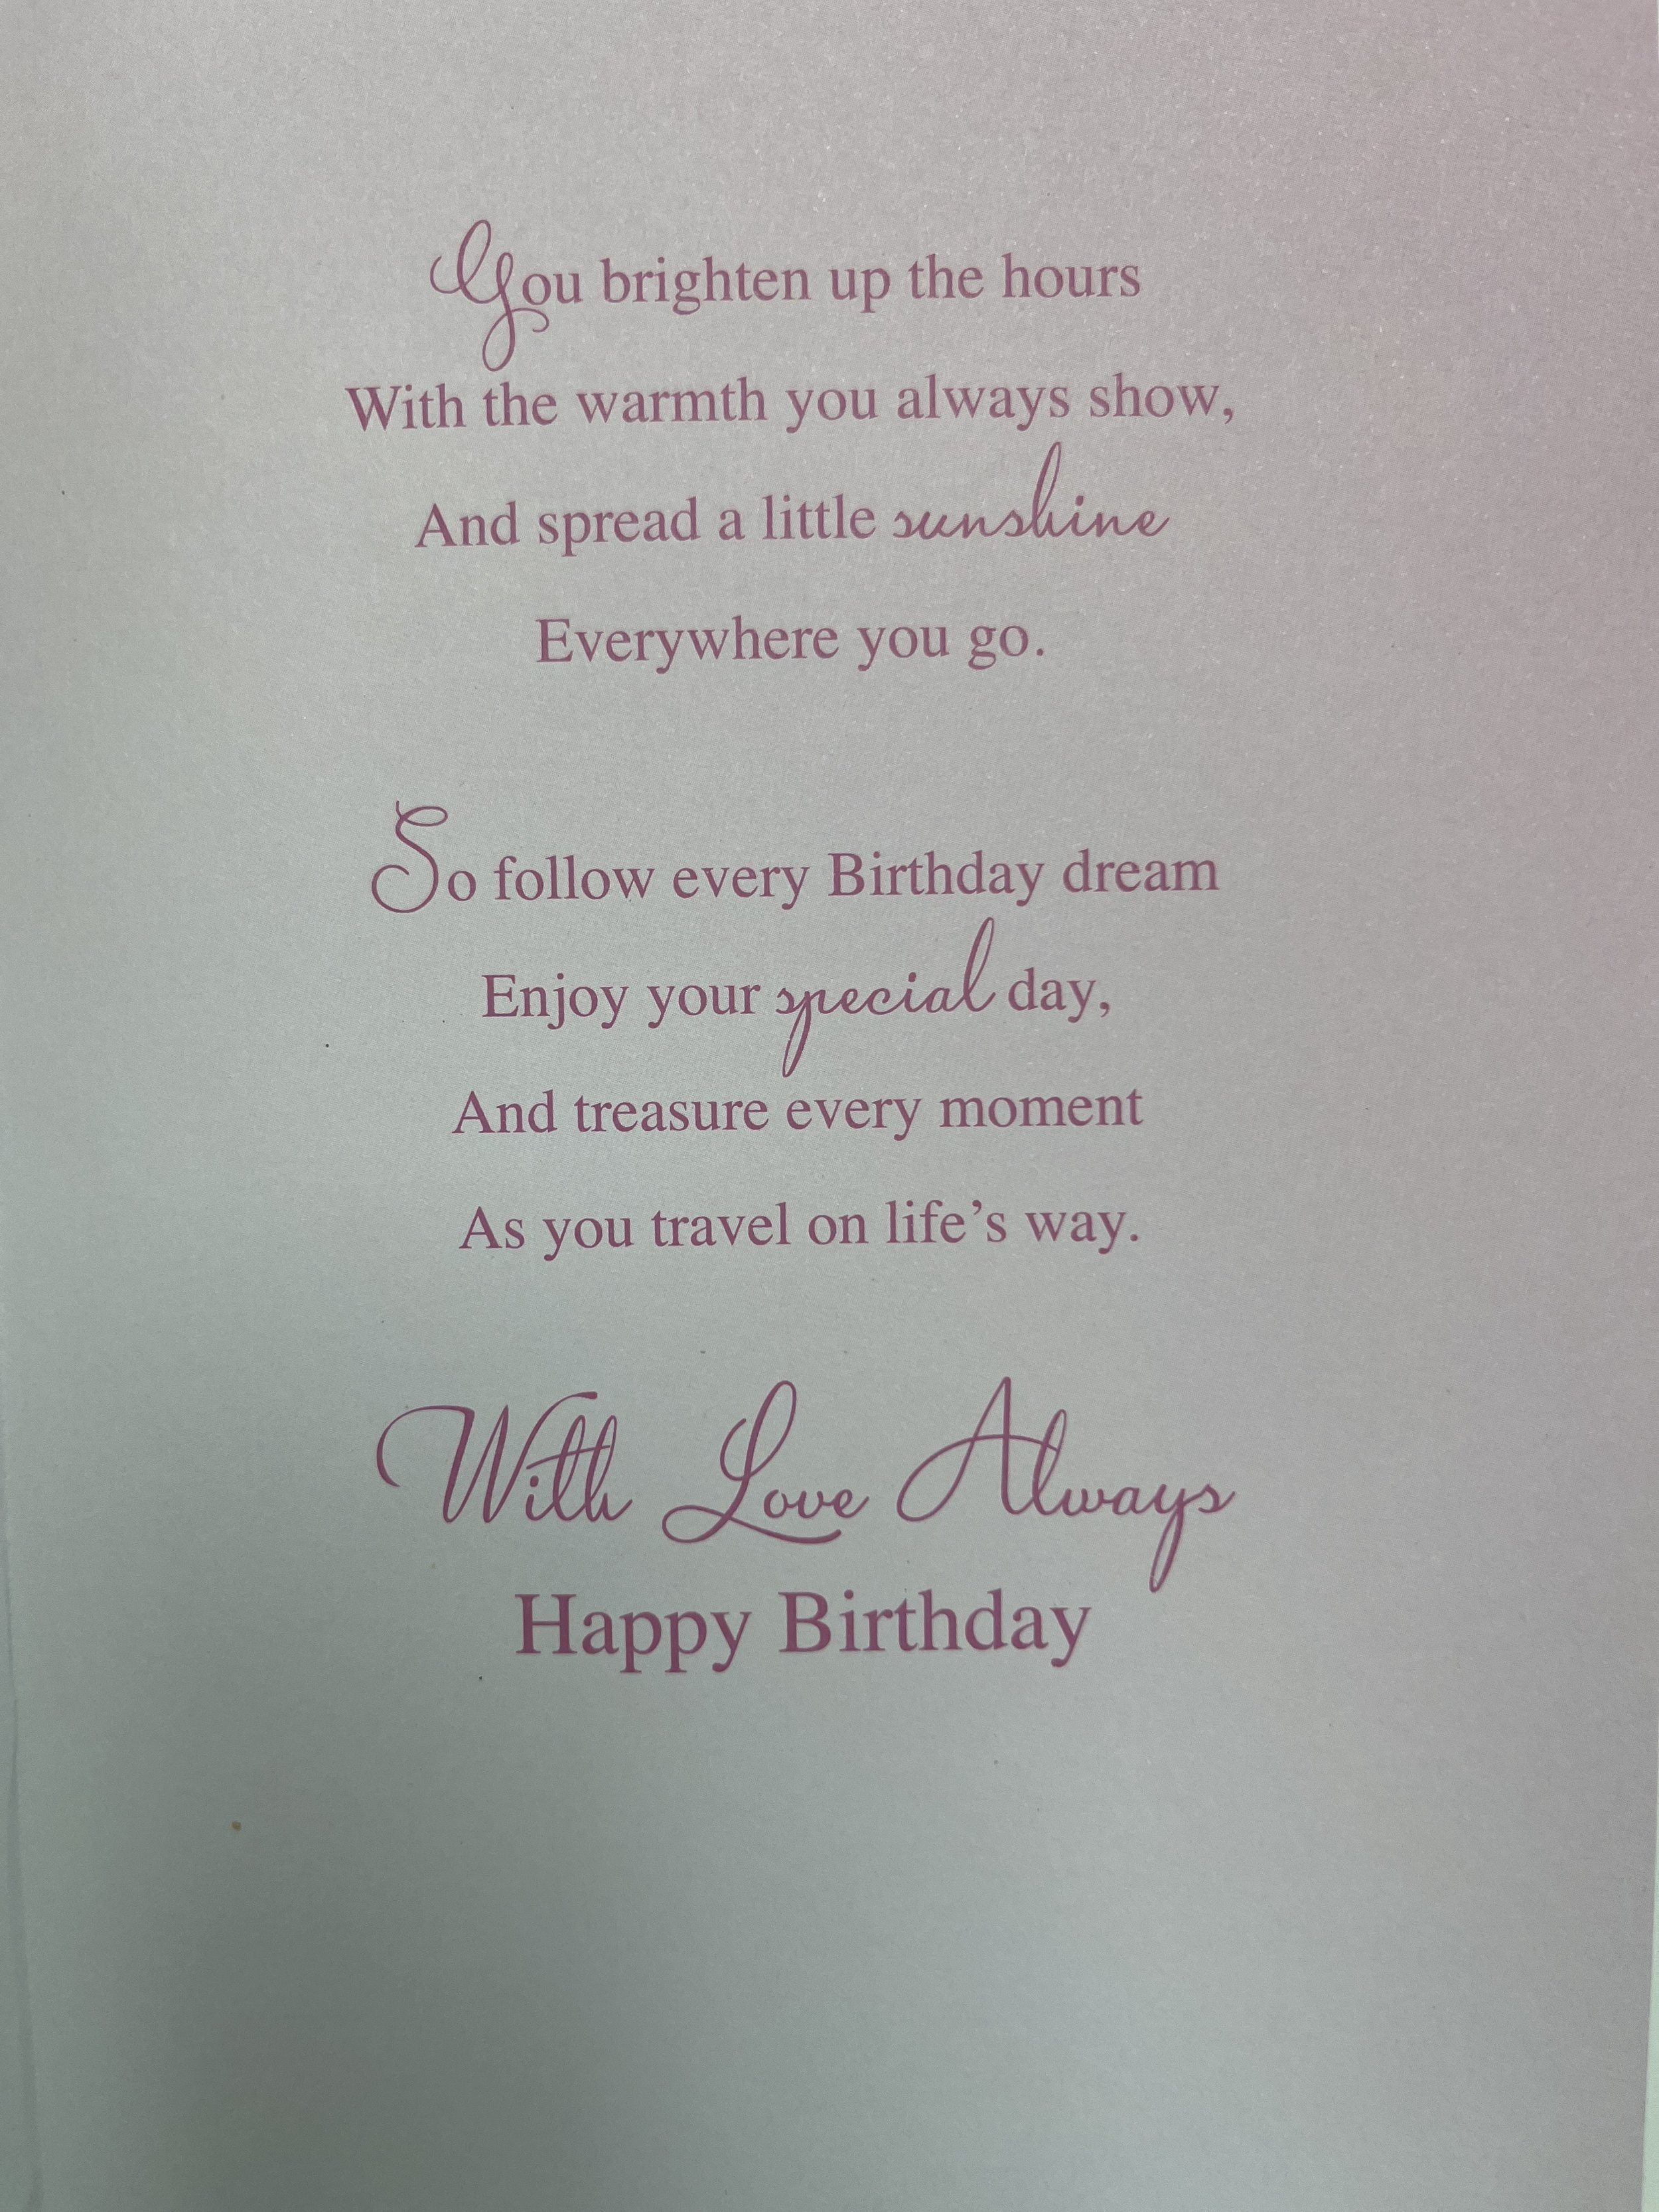 You brighten up the hours
With the warmth you always show,
And spread a little sunshine
Everywhere you go.
So follow every Birthday dream
Enjoy your special day,
And treasure every moment
As you travel on life’s way.
With Love Always
Happy Birthday